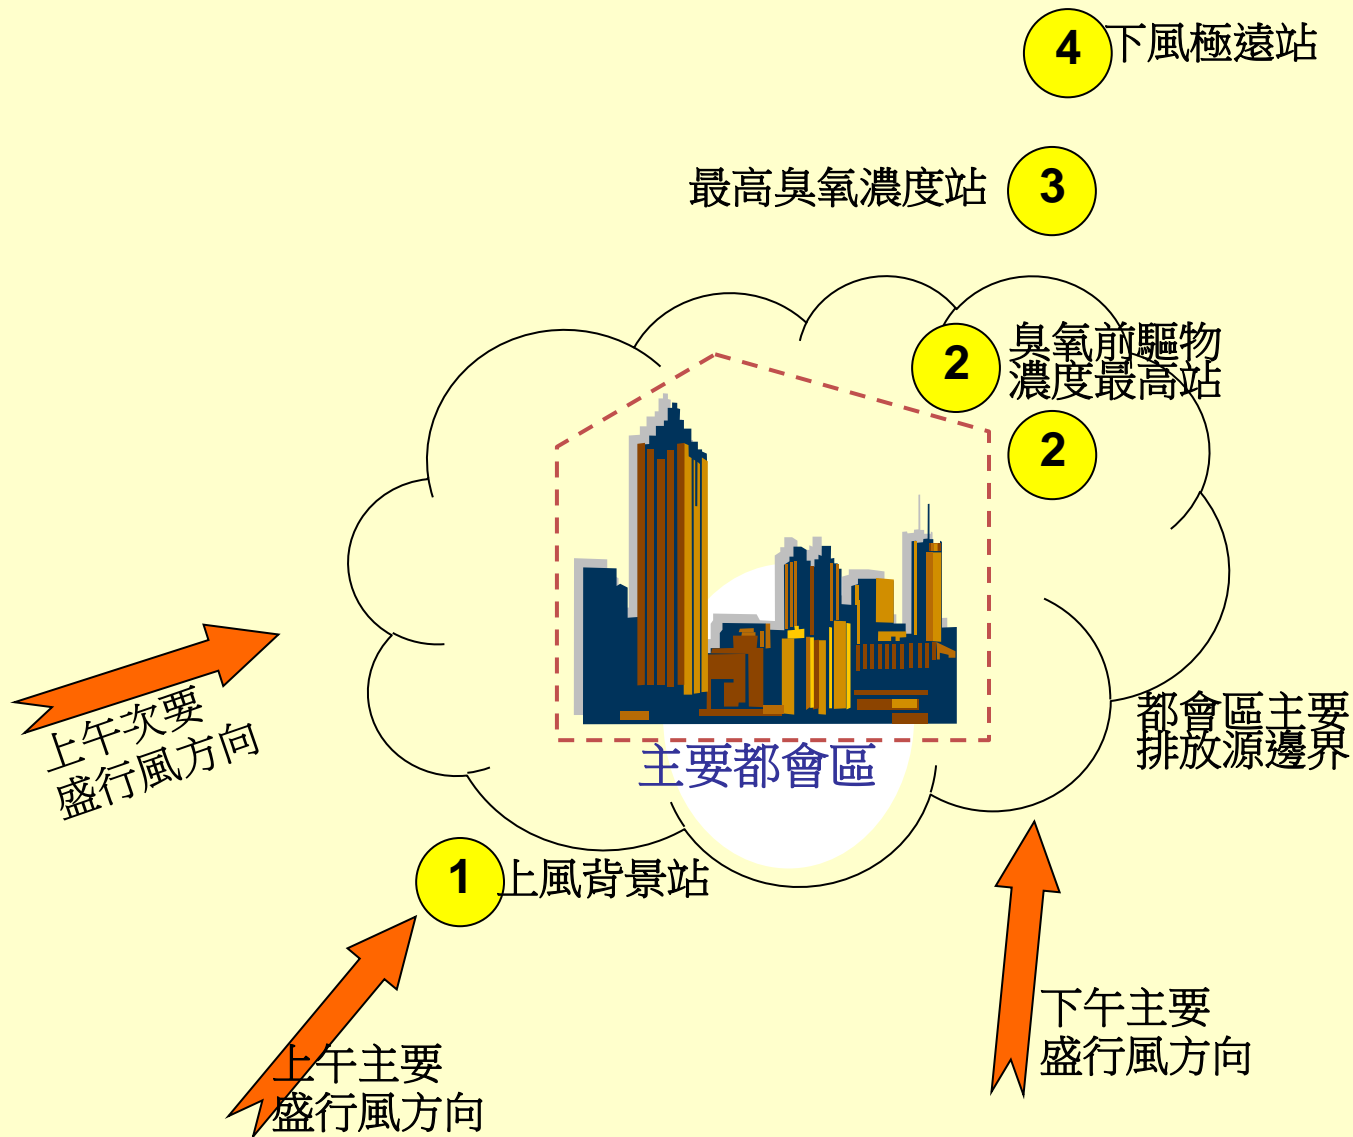 4
下風極遠站
最高臭氧濃度站
3
2
臭氧前驅物
濃度最高站
2
上午次要
盛行風方向
主要都會區
都會區主要
排放源邊界
1
上風背景站
上午主要
盛行風方向
下午主要
盛行風方向